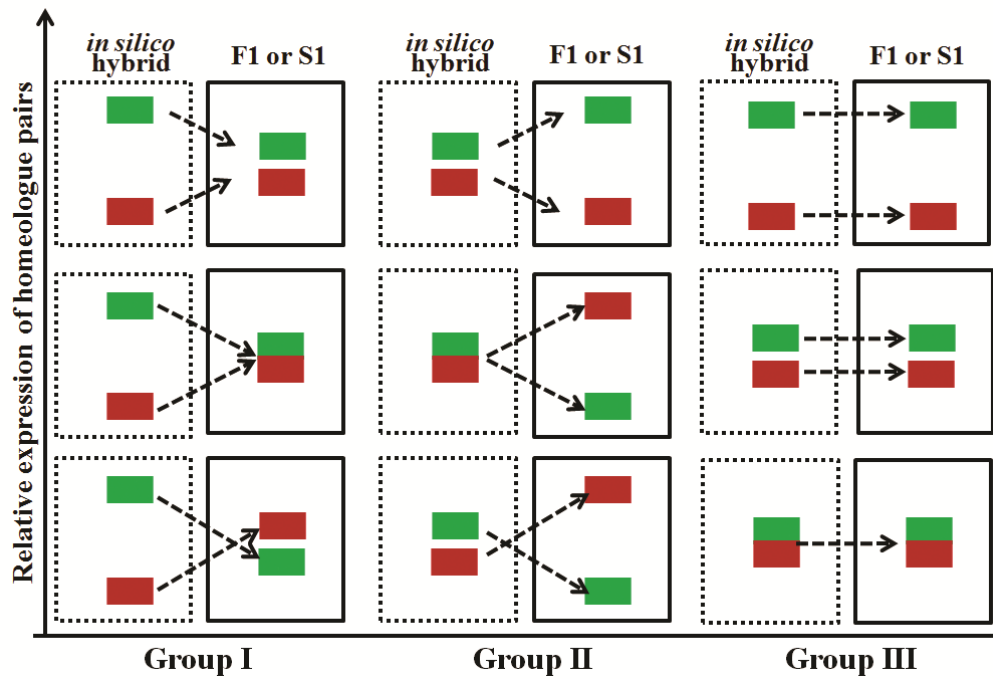 Relative expression of homeologue pairs
in silico
hybrid
F1 or S1
in silico
hybrid
F1 or S1
in silico
hybrid
F1 or S1
Group I
Group II
Group III